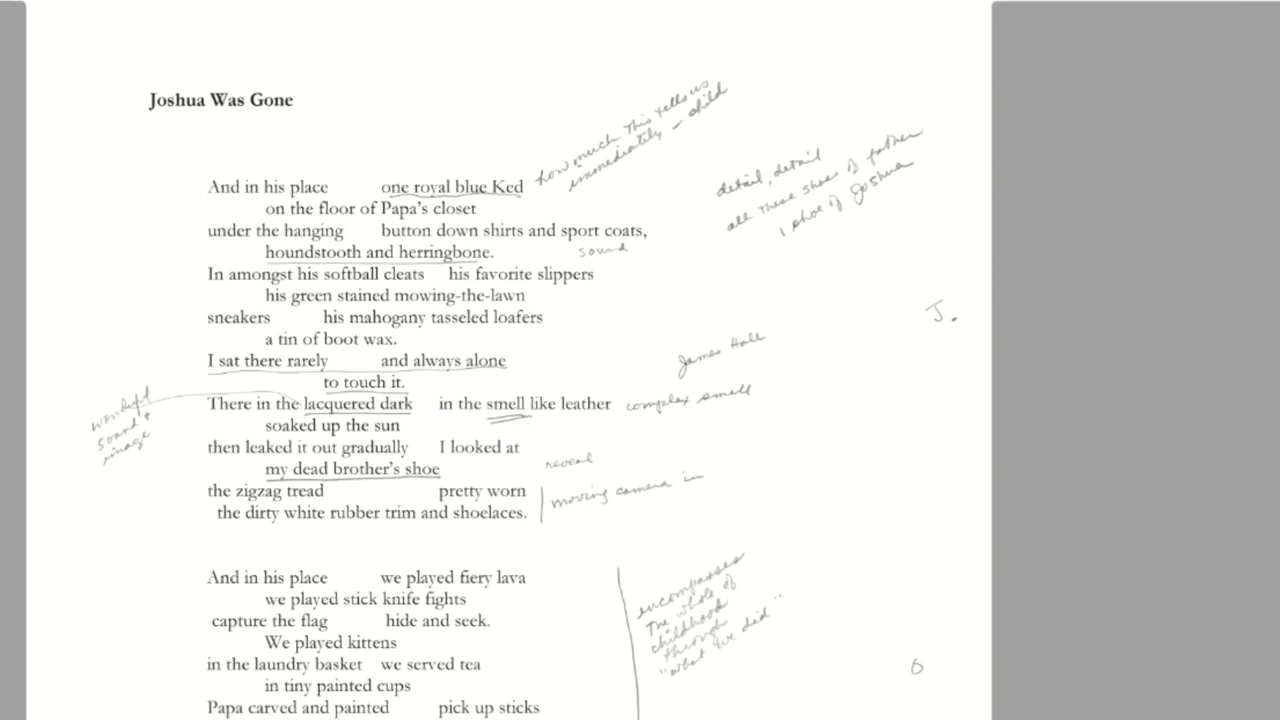 Joshua Was Gone
how much This tells us
immediately – child
And in his place one royal blue Ked
detail, detail
all these shoes of father
1 shoe of Joshua
on the floor of Papa's closet
under the hanging button down shirts and sport coats,
houndstooth and herringbone.
sound
In amongst his softball cleats his favorite slippers
his green stained mowing-the-lawn
sneakers his mahogany tasseled loafers
J.
a tin of boot wax.
I sat there rarely and always alone
James Hall
to touch it.
There in the lacquered dark in the smell like leather
complex smell
wonderful
sound +
image
soaked up the sun
then leaked it out gradually I looked at
my dead brother's shoe
reveal
the zigzag tread pretty worn
moving camera in
the dirty white rubber trim and shoelaces.
And in his place we played fiery lava
we played stick knife fights
capture the flag hide and seek.
We played kittens
in the laundry basket we served tea
in tiny painted cups
Papa carved and painted pick up sticks
encompasses
The whole of
childhood
through
"what we did"
6